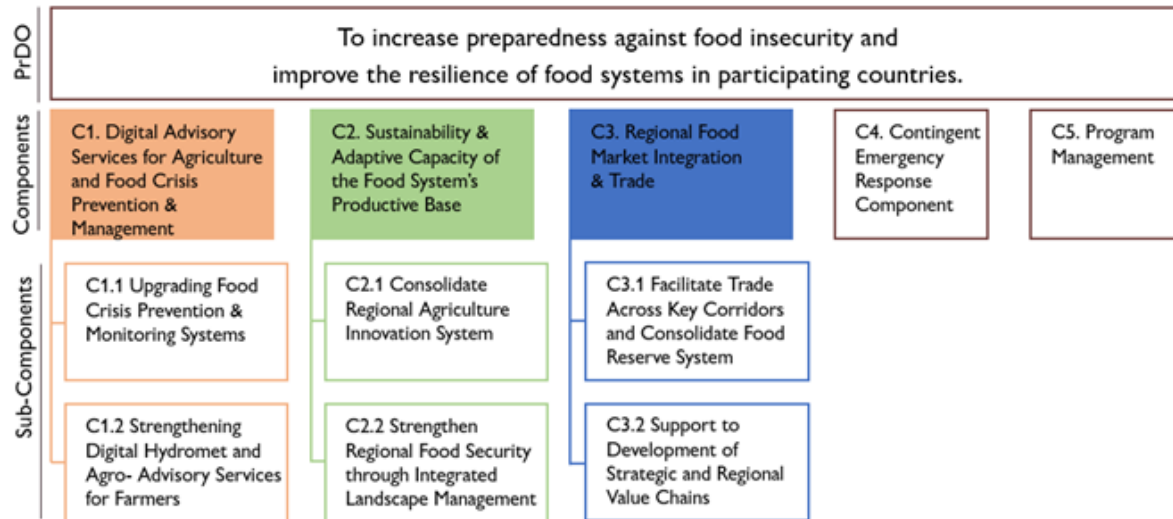 PrDO
To increase preparedness against food insecurity and
improve the resilience of food systems in participating countries.
Components
C1. Digital Advisory
Services for Agriculture
and Food Crisis
Prevention &
Management
C2. Sustainability &
Adaptive Capacity of
the Food System's
Productive Base
C3. Regional Food
Market Integration
& Trade
C4. Contingent
Emergency
Response
Component
C5. Program
Management
Sub-Components
C1.1 Upgrading Food
Crisis Prevention &
Monitoring Systems
C2.1 Consolidate
Regional Agriculture
Innovation System
C3.1 Facilitate Trade
Across Key Corridors
and Consolidate Food
Reserve System
C1.2 Strengthening
Digital Hydromet and
Agro- Advisory Services
for Farmers
C2.2 Strengthen
Regional Food Security
through Integrated
Landscape Management
C3.2 Support to
Development of
Strategic and Regional
Value Chains